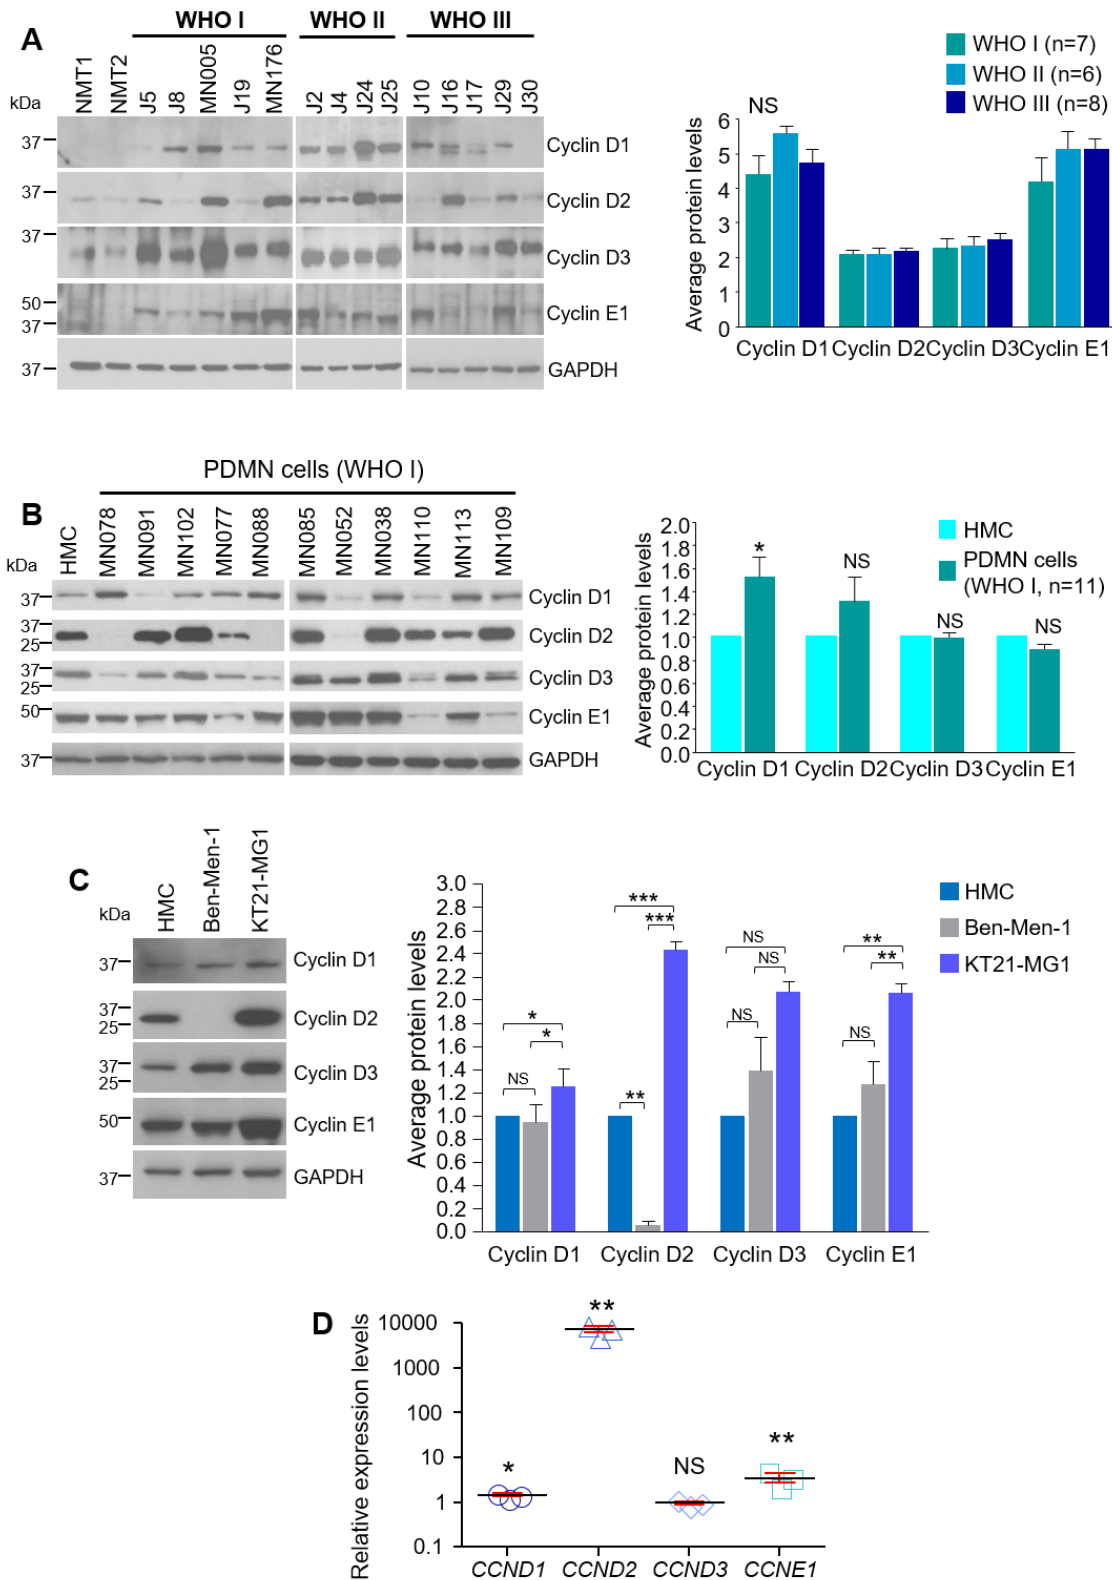 A
WHO I
WHO II
WHO III
kDa
NMT1
NMT2
J5
J8
MN005
J19
MN176
J2
J4
J24
J25
J10
J16
J17
J29
J30
37
Cyclin D1
37
Cyclin D2
37
Cyclin D3
50
37
Cyclin E1
37
GAPDH
WHO I (n=7)
WHO II (n=6)
WHO III (n=8)
NS
Average protein levels
6
5
4
3
2
1
0
Cyclin D1
Cyclin D2
Cyclin D3
Cyclin E1
B
PDMN cells (WHO I)
kDa
HMC
MN078
MN091
MN102
MN077
MN088
MN085
MN052
MN038
MN110
MN113
MN109
37
Cyclin D1
37
25
Cyclin D2
37
25
Cyclin D3
50
Cyclin E1
37
GAPDH
HMC
PDMN cells
(WHO I, n=11)
Average protein levels
2.0
1.8
1.6
1.4
1.2
1.0
0.8
0.6
0.4
0.2
0.0
*
NS
NS
NS
Cyclin D1
Cyclin D2
Cyclin D3
Cyclin E1
C
kDa
HMC
Ben-Men-1
KT21-MG1
37
Cyclin D1
37
25
Cyclin D2
37
25
Cyclin D3
50
Cyclin E1
37
GAPDH
HMC
Ben-Men-1
KT21-MG1
Average protein levels
3.0
2.8
2.6
2.4
2.2
2.0
1.8
1.6
1.4
1.2
1.0
0.8
0.6
0.4
0.2
0.0
*
*
NS
***
***
**
NS
NS
NS
**
**
NS
Cyclin D1
Cyclin D2
Cyclin D3
Cyclin E1
D
Relative expression levels
10000
1000
100
10
1
0.1
*
**
NS
**
CCND1
CCND2
CCND3
CCNE1